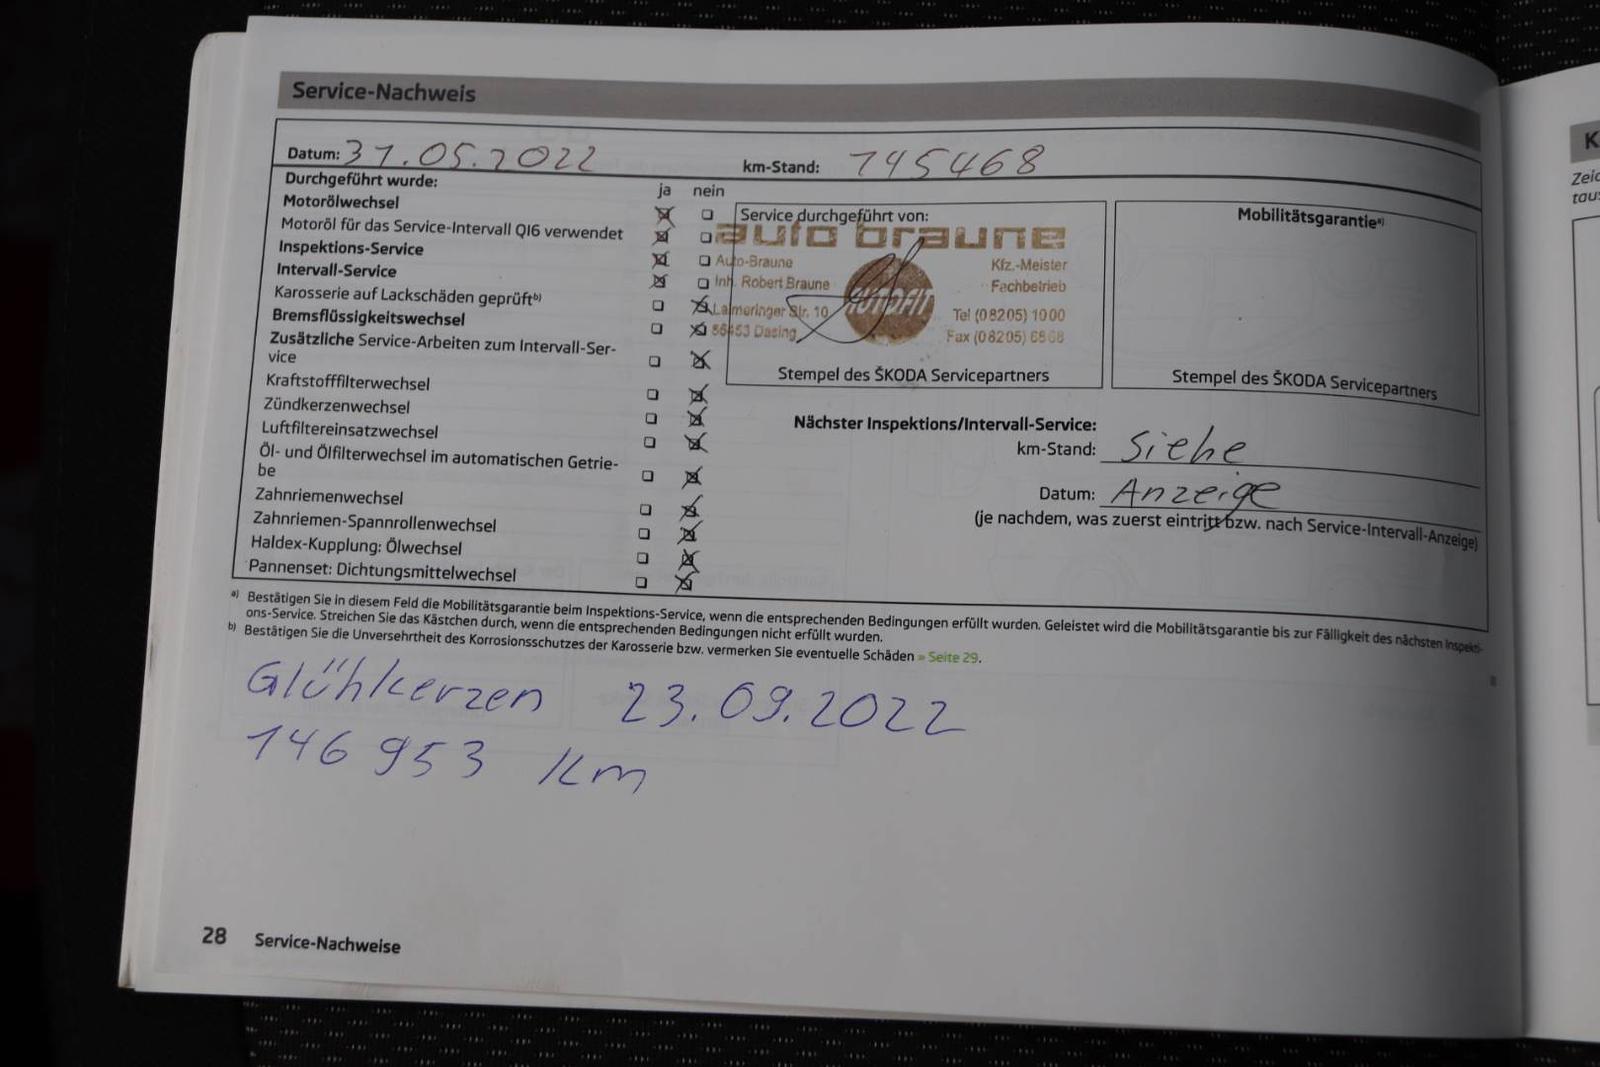 Service-Nachweis
Datum: 31.05.2022 km-Stand: 145468
Durchgeführt wurde: ja nein
Motorölwechsel
Motoröl für das Service-Intervall QI6 verwendet
Inspektions-Service
Intervall-Service
Karosserie auf Lackschäden geprüft b)
Bremsflüssigkeitswechsel
Zusätzliche Service-Arbeiten zum Intervall-Ser-
vice
Kraftstofffilterwechsel
Zündkerzenwechsel
Luftfiltereinsatzwechsel
Öl- und Ölfilterwechsel im automatischen Getrie-
be
Zahnriemenwechsel
Zahnriemen-Spannrollenwechsel
Haldex-Kupplung: Ölwechsel
Pannenset: Dichtungsmittelwechsel
Service durchgeführt von:
auto braune
Auto-Braune
Inh. Robert Braune
Laimeringer Str. 10
86453 Dasing
AUTOFIT
Kfz.-Meister
Fachbetrieb
Tel (08205) 1000
Fax (08205) 6868
Stempel des ŠKODA Servicepartners
Mobilitätsgarantie a)
Stempel des ŠKODA Servicepartners
Nächster Inspektions/Intervall-Service:
km-Stand: siehe
Datum: Anzeige
(je nachdem, was zuerst eintritt bzw. nach Service-Intervall-Anzeige)
a) Bestätigen Sie in diesem Feld die Mobilitätsgarantie beim Inspektions-Service, wenn die entsprechenden Bedingungen erfüllt wurden. Geleistet wird die Mobilitätsgarantie bis zur Fälligkeit des nächsten Inspekti-
ons-Service. Streichen Sie das Kästchen durch, wenn die entsprechenden Bedingungen nicht erfüllt wurden.
b) Bestätigen Sie die Unversehrtheit des Korrosionsschutzes der Karosserie bzw. vermerken Sie eventuelle Schäden » Seite 29.
Glühkerzen 23.09.2022
146 953 km
28 Service-Nachweise
K